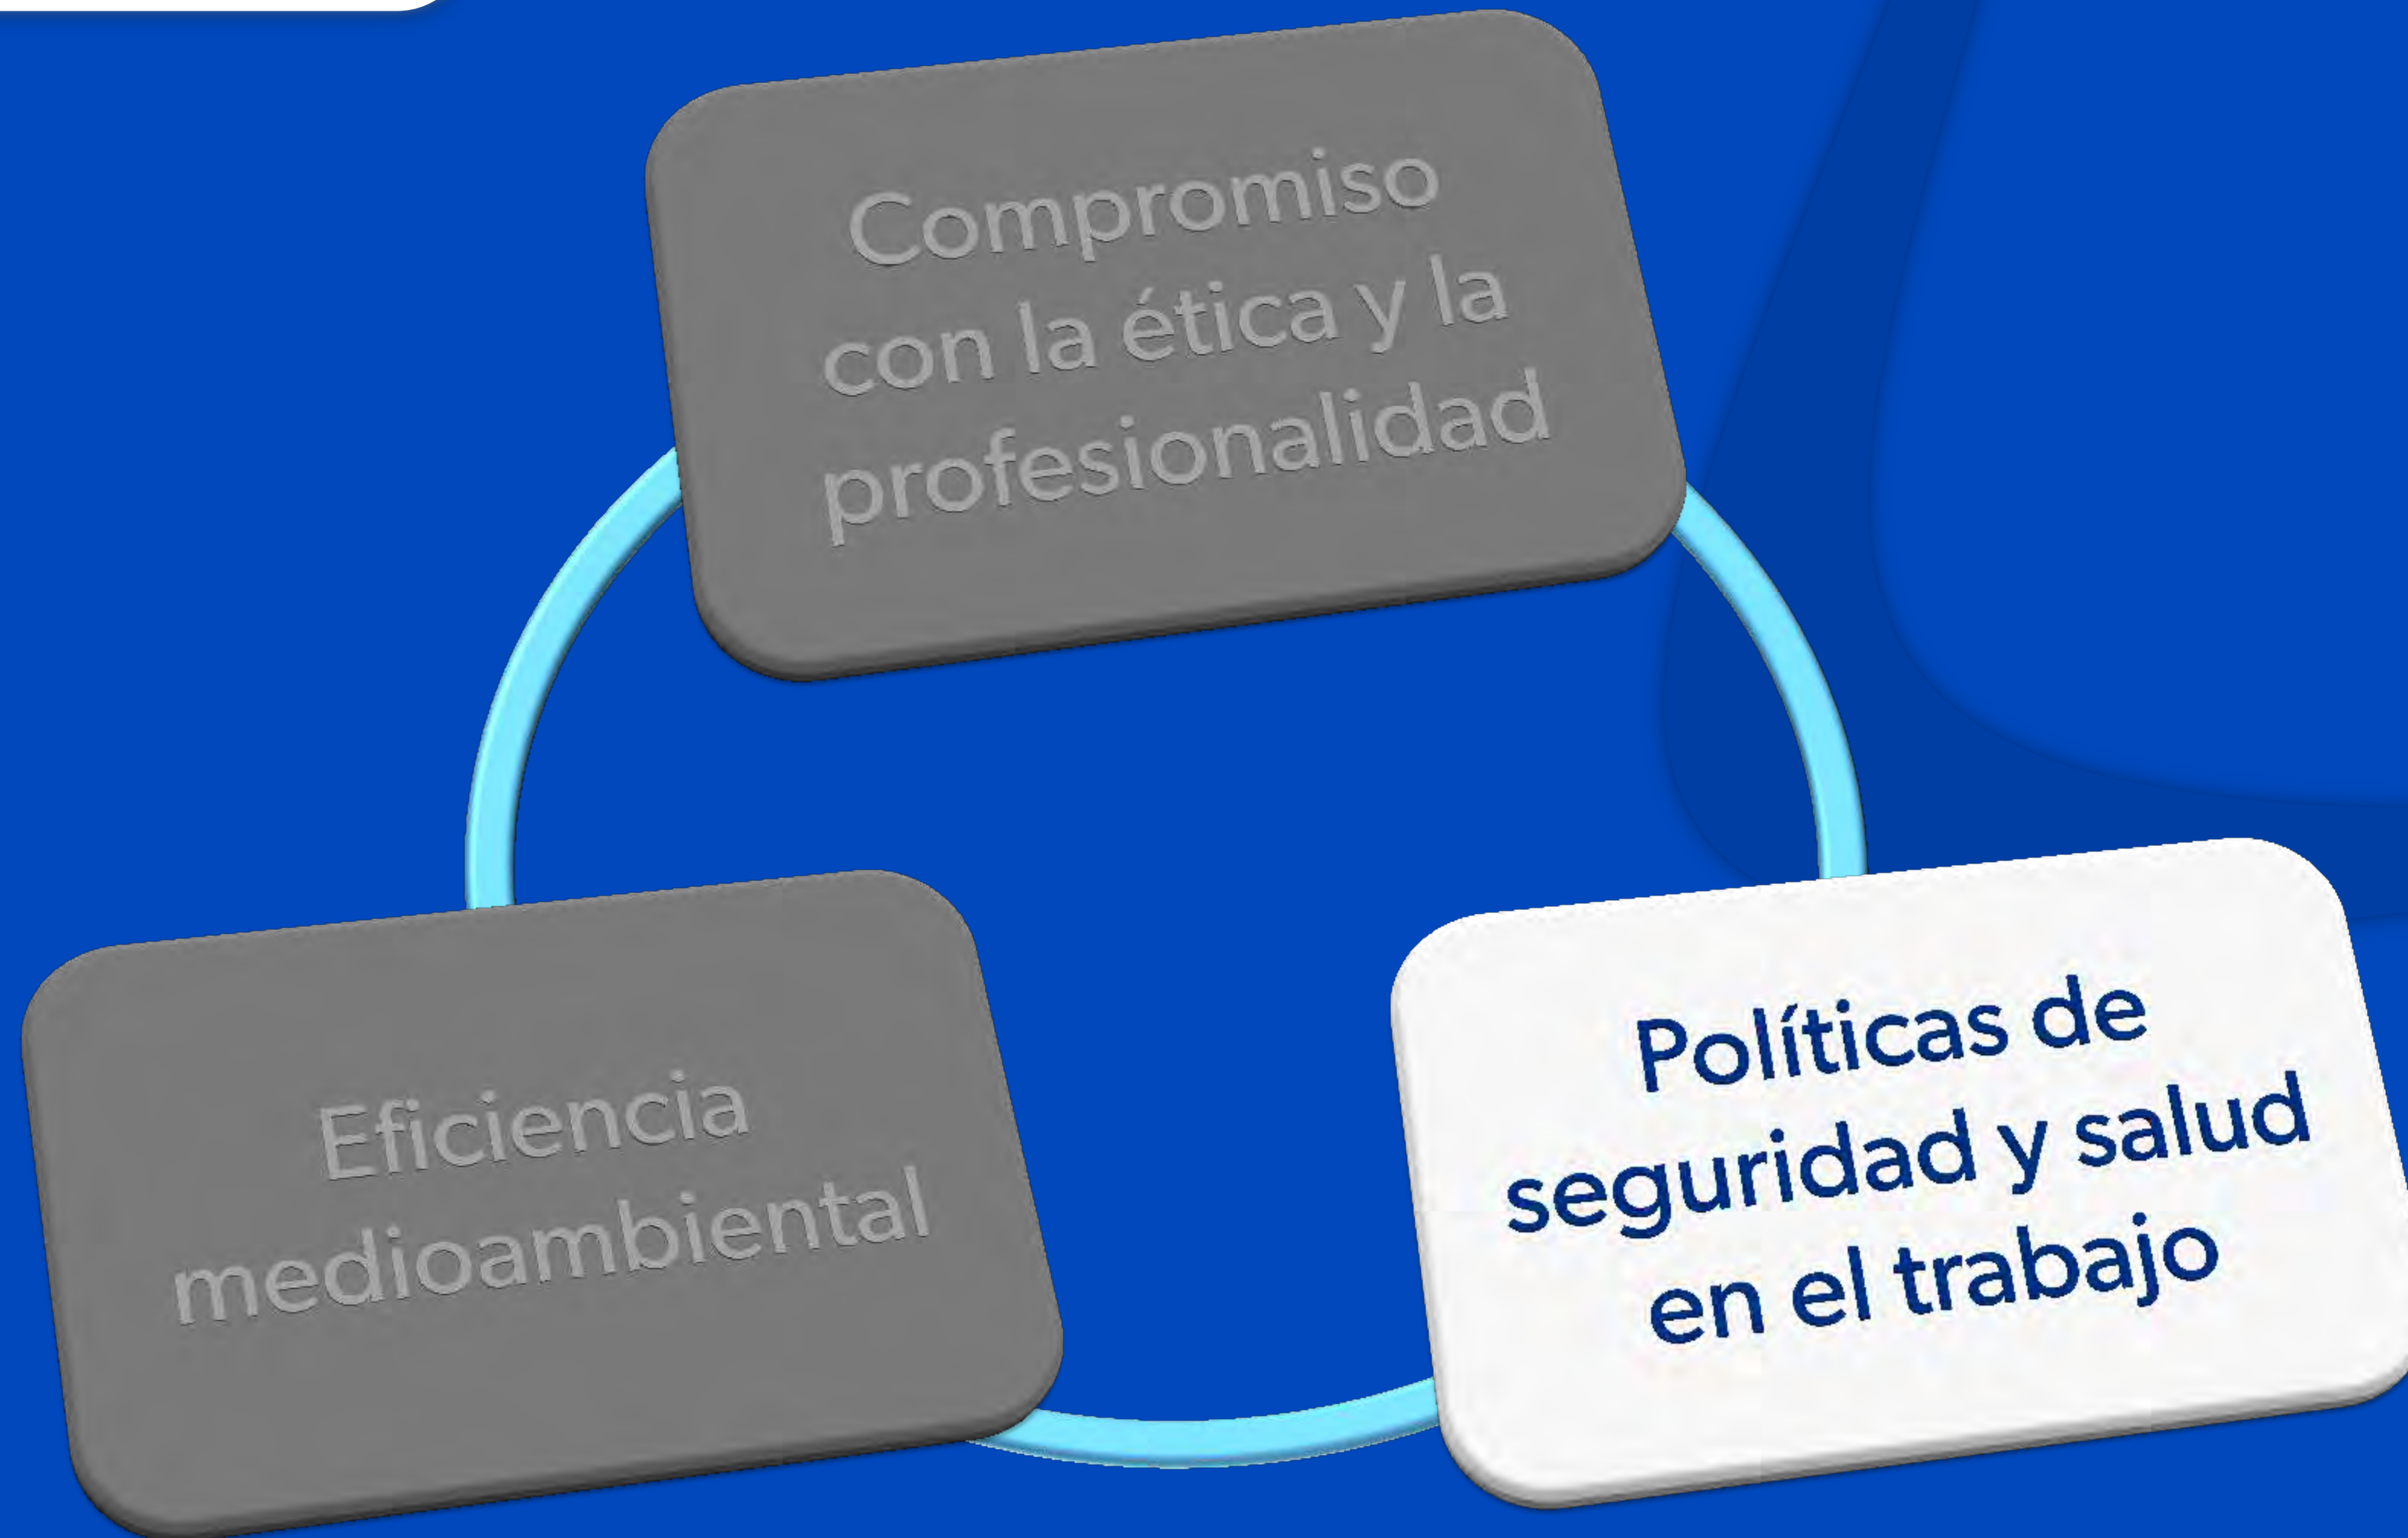 Compromiso
con la ética y la
profesionalidad
Eficiencia
medioambiental
Políticas de
seguridad y salud
en el trabajo